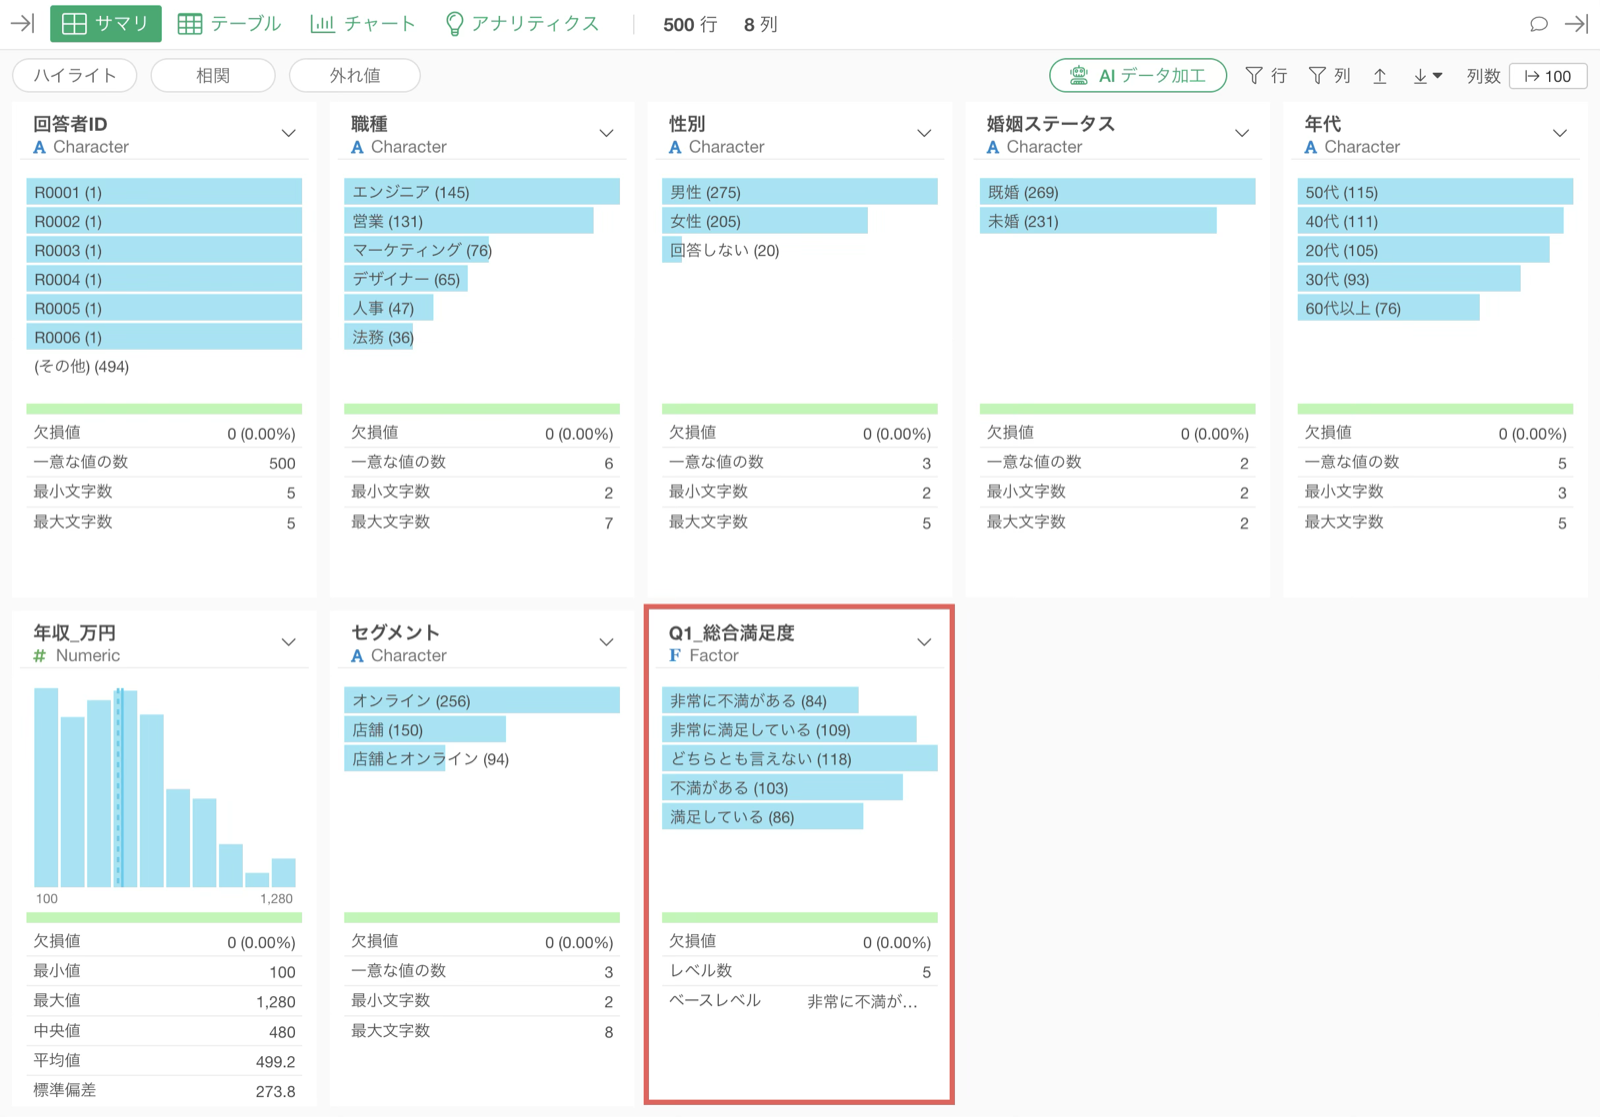 サマリ テーブル チャート アナリティクス 500 行 8 列
ハイライト 相関 外れ値 AI データ加工 行 列 列数 100
回答者ID
A Character
R0001 (1)
R0002 (1)
R0003 (1)
R0004 (1)
R0005 (1)
R0006 (1)
(その他) (494)
欠損値 0 (0.00%)
一意な値の数 500
最小文字数 5
最大文字数 5
職種
A Character
エンジニア (145)
営業 (131)
マーケティング (76)
デザイナー (65)
人事 (47)
法務 (36)
欠損値 0 (0.00%)
一意な値の数 6
最小文字数 2
最大文字数 7
性別
A Character
男性 (275)
女性 (205)
回答しない (20)
欠損値 0 (0.00%)
一意な値の数 3
最小文字数 2
最大文字数 5
婚姻ステータス
A Character
既婚 (269)
未婚 (231)
欠損値 0 (0.00%)
一意な値の数 2
最小文字数 2
最大文字数 2
年代
A Character
50代 (115)
40代 (111)
20代 (105)
30代 (93)
60代以上 (76)
欠損値 0 (0.00%)
一意な値の数 5
最小文字数 3
最大文字数 5
年収_万円
# Numeric
100 1,280
欠損値 0 (0.00%)
最小値 100
最大値 1,280
中央値 480
平均値 499.2
標準偏差 273.8
セグメント
A Character
オンライン (256)
店舗 (150)
店舗とオンライン (94)
欠損値 0 (0.00%)
一意な値の数 3
最小文字数 2
最大文字数 8
Q1_総合満足度
F Factor
非常に不満がある (84)
非常に満足している (109)
どちらとも言えない (118)
不満がある (103)
満足している (86)
欠損値 0 (0.00%)
レベル数 5
ベースレベル 非常に不満が…